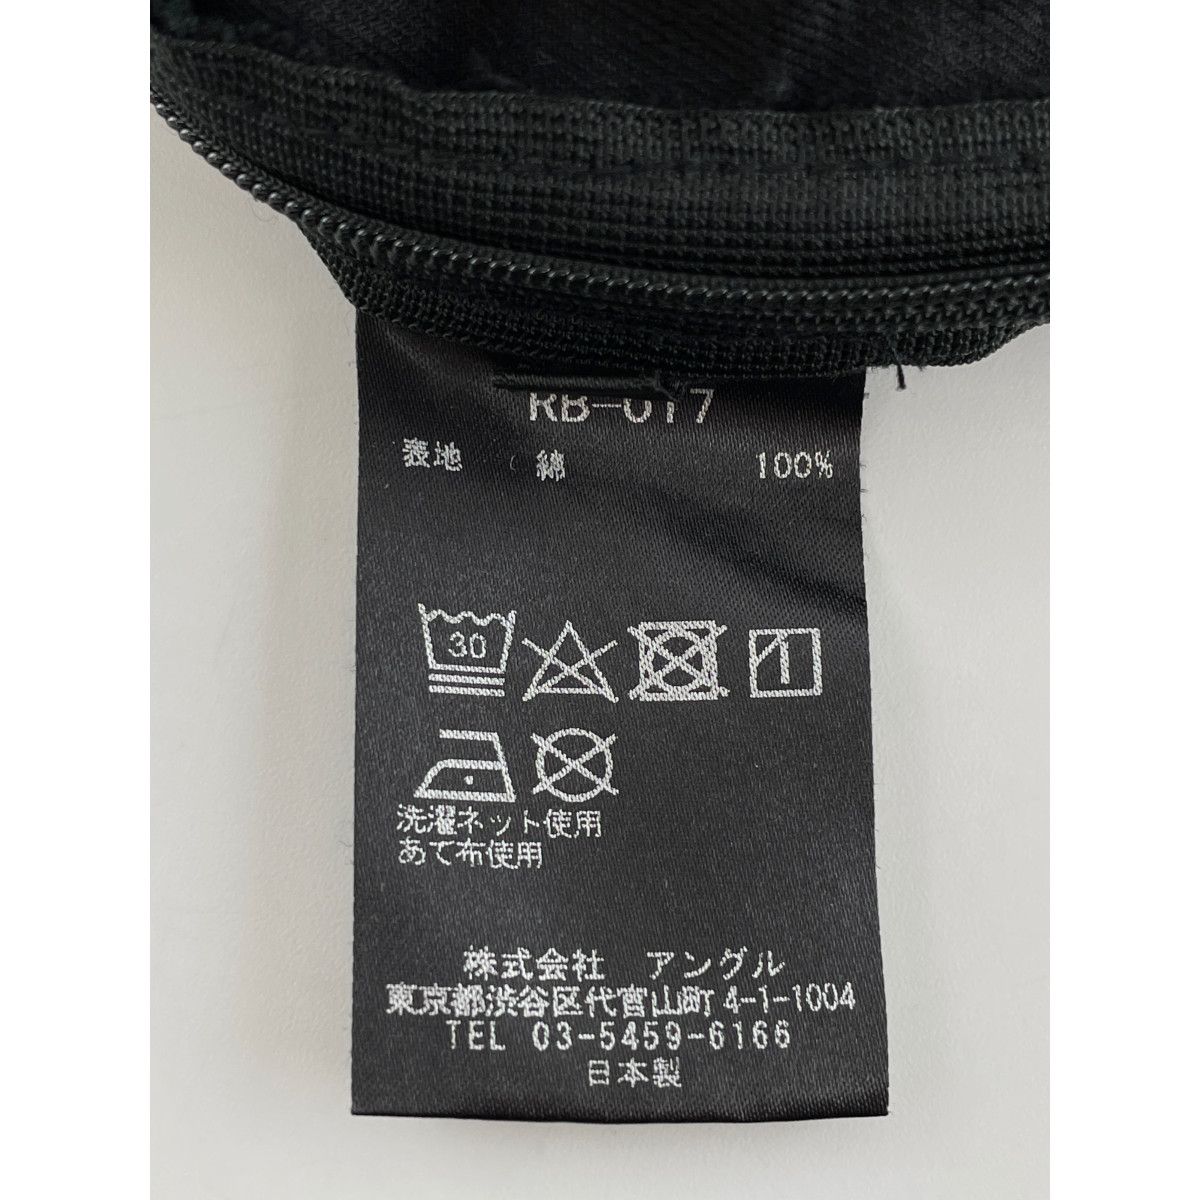 RB-017
表地 綿 100%
30
洗濯ネット使用
あて布使用
株式会社 アングル
東京都渋谷区代官山町4-1-1004
TEL 03-5459-6166
日本製